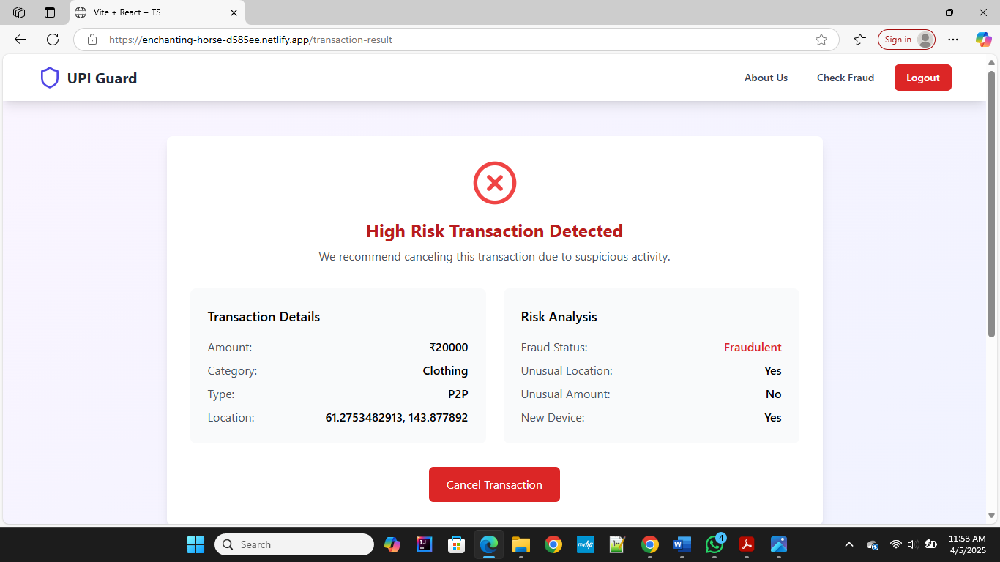 Vite + React + TS
https://enchanting-horse-d585ee.netlify.app/transaction-result
Sign in
UPI Guard
About Us
Check Fraud
Logout
High Risk Transaction Detected
We recommend canceling this transaction due to suspicious activity.
Transaction Details
Amount: ₹20000
Category: Clothing
Type: P2P
Location: 61.2753482913, 143.877892
Risk Analysis
Fraud Status: Fraudulent
Unusual Location: Yes
Unusual Amount: No
New Device: Yes
Cancel Transaction
Search
IJ
myhp
4
11:53 AM
4/5/2025